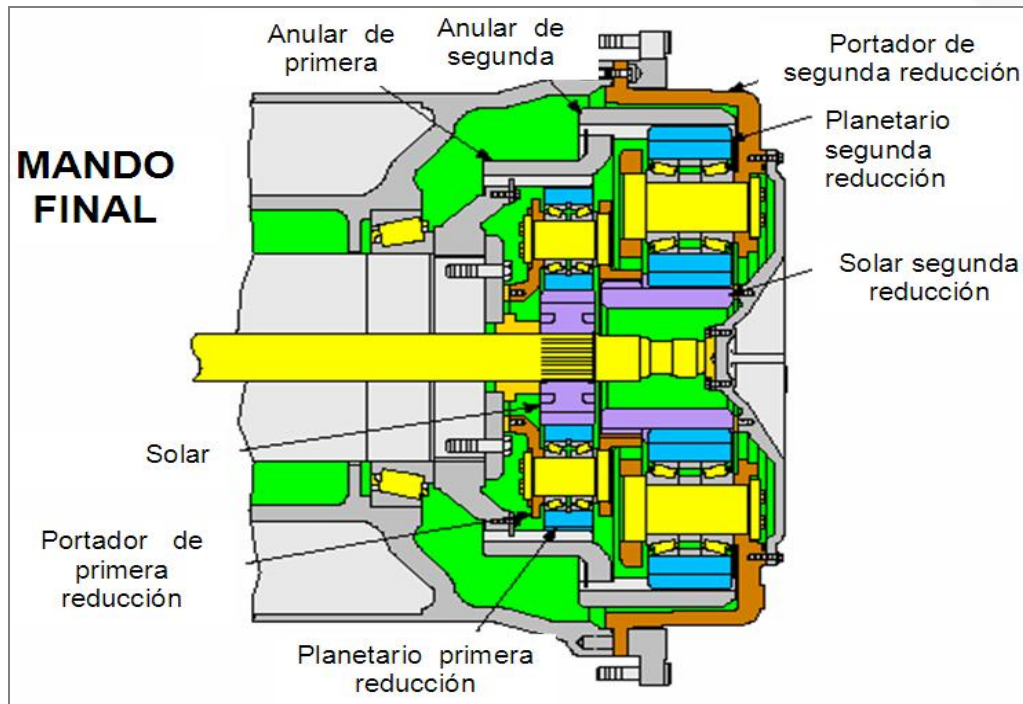 Anular de
primera
Anular de
segunda
Portador de
segunda reducción
Planetario
segunda
reducción
MANDO
FINAL
Solar segunda
reducción
Solar
Portador de
primera
reducción
Planetario primera
reducción